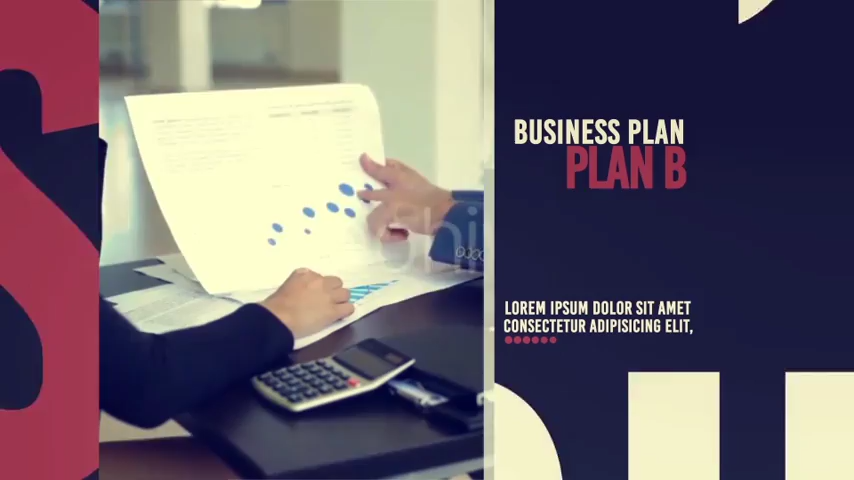 BUSINESS PLAN
PLAN B
LOREM IPSUM DOLOR SIT AMET
CONSECTETUR ADIPISICING ELIT,